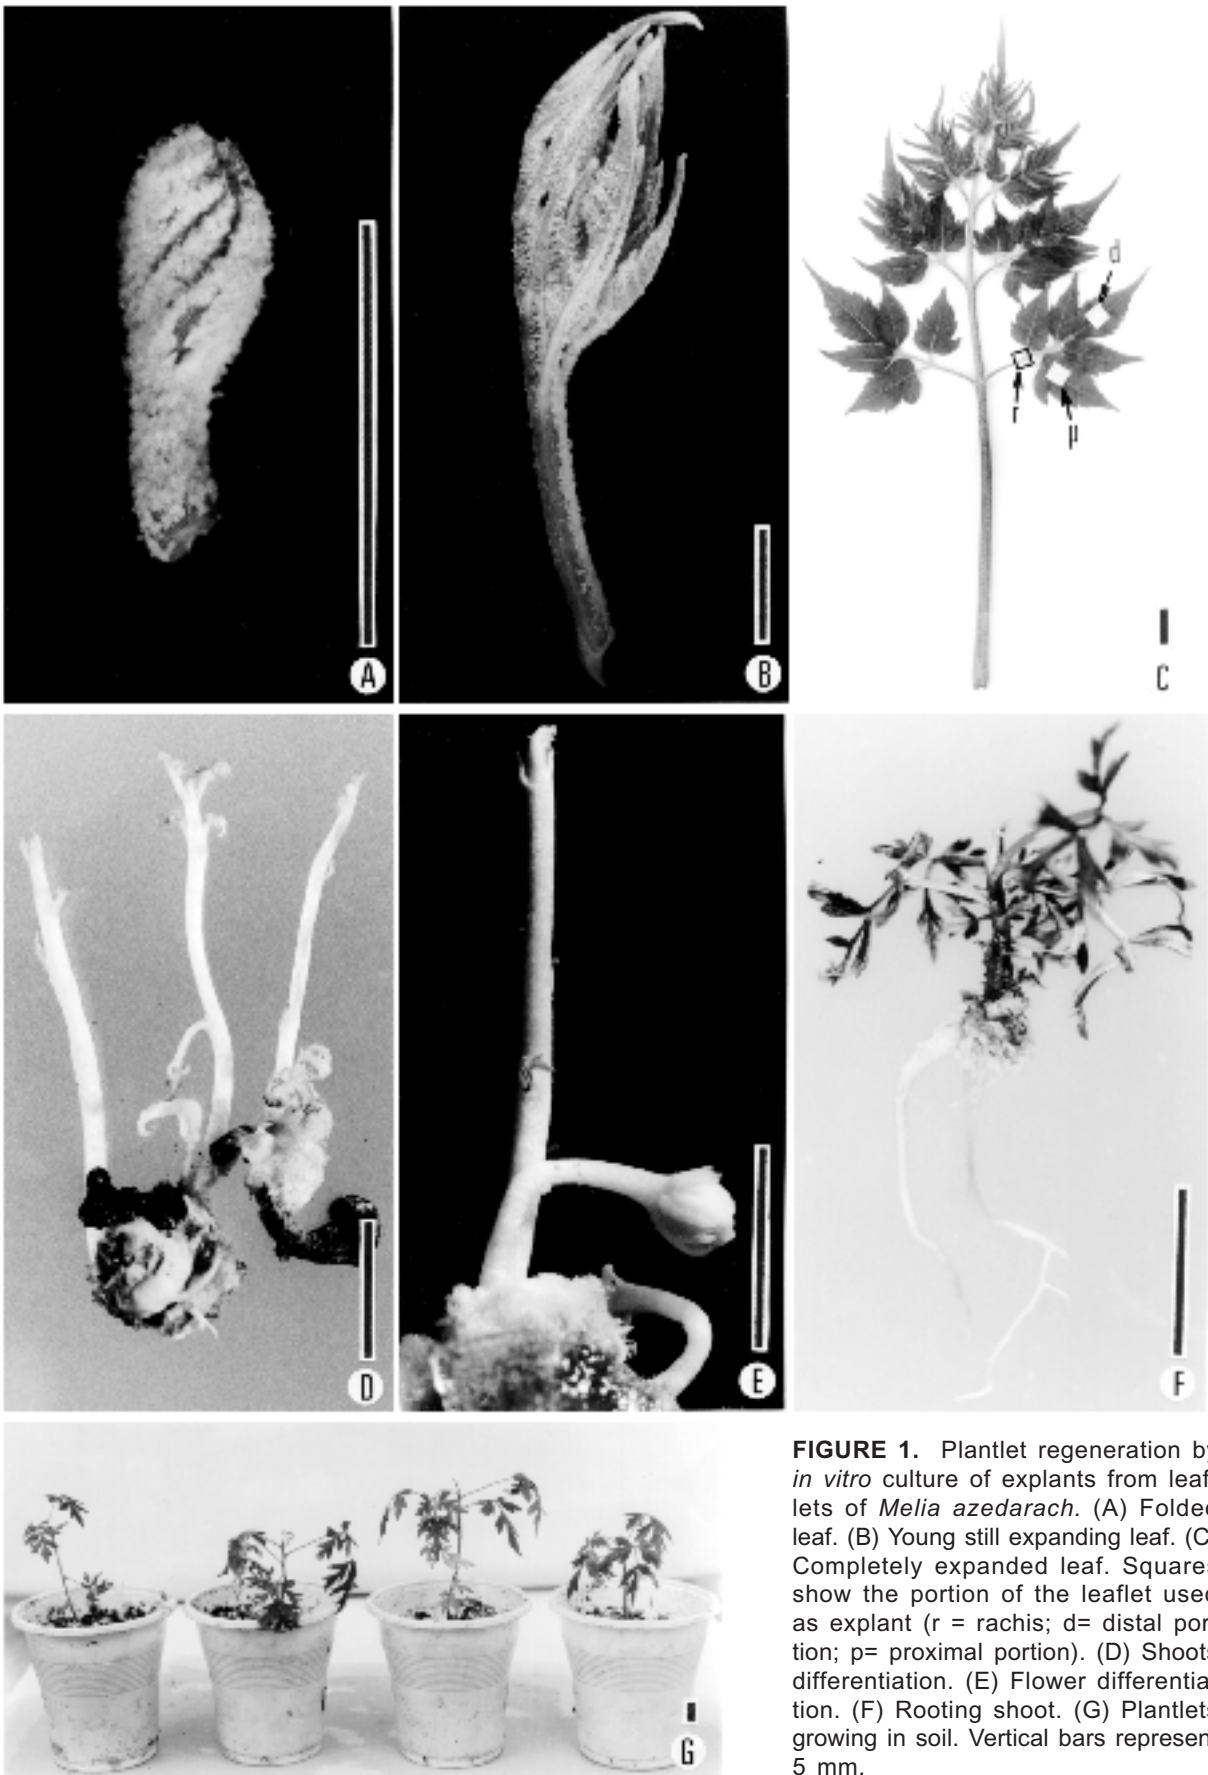 A
B
d
r
p
C
D
E
F
G
FIGURE 1. Plantlet regeneration by
in vitro culture of explants from leaf
lets of Melia azedarach. (A) Folded
leaf. (B) Young still expanding leaf. (C
Completely expanded leaf. Squares
show the portion of the leaflet used
as explant (r = rachis; d= distal por
tion; p= proximal portion). (D) Shoots
differentiation. (E) Flower differentia
tion. (F) Rooting shoot. (G) Plantlets
growing in soil. Vertical bars represen
5 mm.